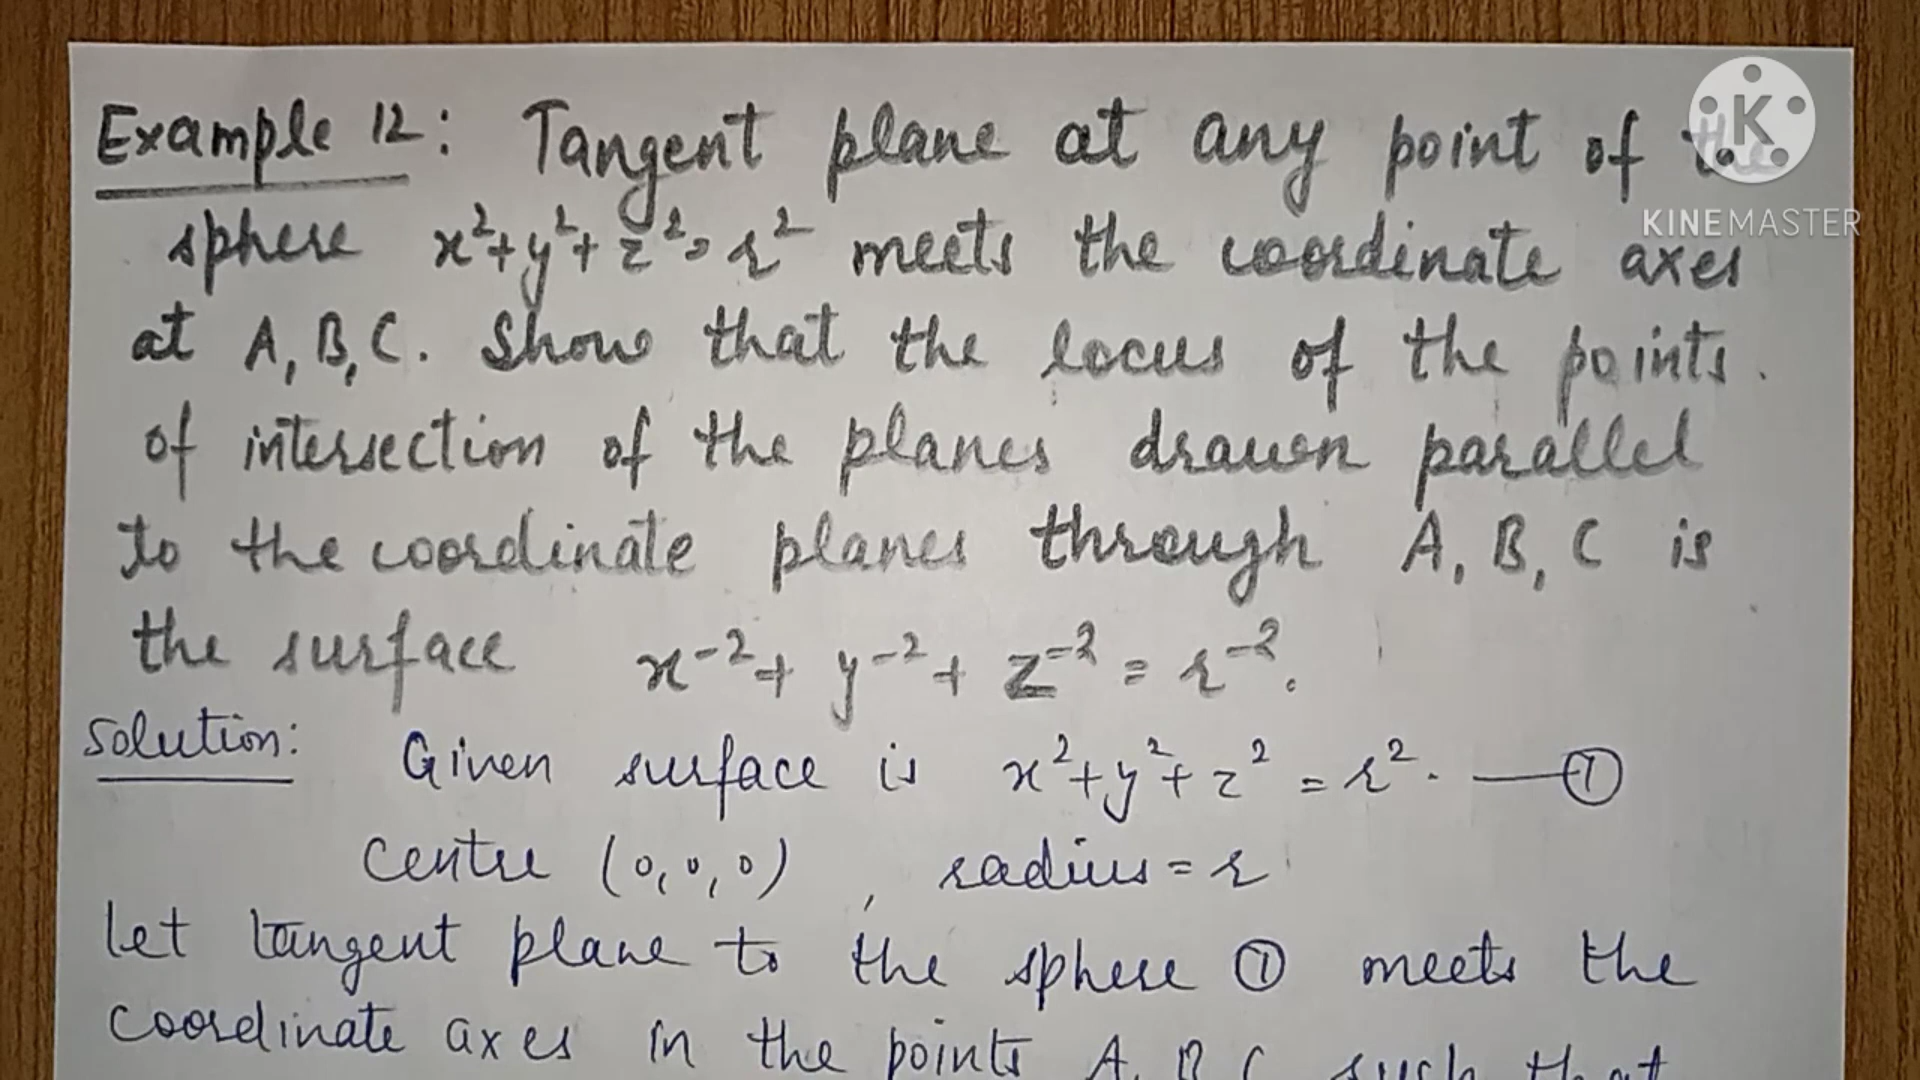 Example 12: Tangent plane at any point of the
sphere x²+y²+z²=r² meets the coordinate axes
at A, B, C. Show that the locus of the points
of intersection of the planes drawn parallel
to the coordinate planes through A, B, C is
the surface x⁻²+ y⁻²+ z⁻² = r⁻².
Solution: Given surface is x²+y²+z² = r². —①
Centre (0,0,0) , radius = r
Let tangent plane to the sphere ① meets the
coordinate axes in the points A, B, C such that
K
KINEMASTER